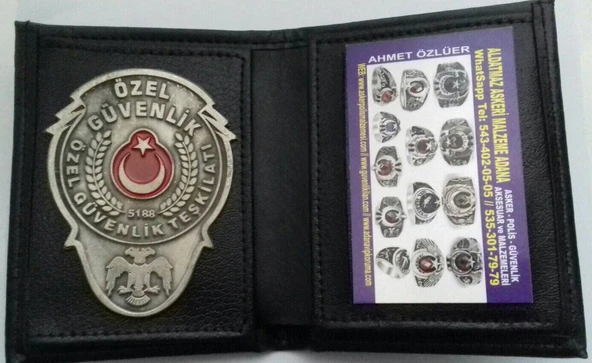 ÖZEL
GÜVENLİK
ÖZEL GÜVENLİK TEŞKİLATI
5188
AHMET ÖZLÜER
ALDATMAZ ASKERİ MALZEME ADANA
WhatSapp Tel: 543-402-05-05 // 535-301-79-79
ASKER - POLİS - GÜVENLİK
AKSESUAR ve MALZEMELERİ